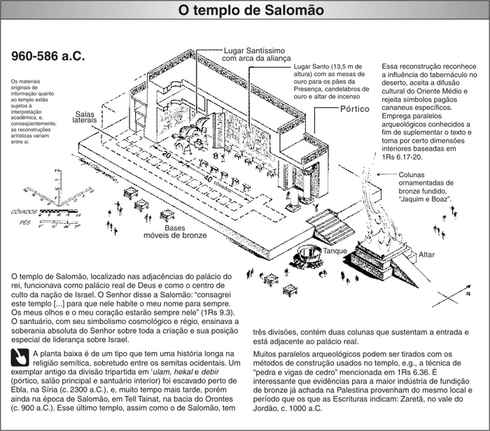 O templo de Salomão
960-586 a.C.
Os materiais
originais de
informação quanto
ao templo estão
sujeitos à
interpretação
acadêmica, e,
conseqüentemente,
as reconstruções
artísticas variam
entre si.
Lugar Santíssimo
com arca da aliança
Lugar Santo (13,5 m de
altura) com as mesas de
ouro para os pães da
Presença, candelabros de
ouro e altar de incenso
Pórtico
Essa reconstrução reconhece
a influência do tabernáculo no
deserto, aceita a difusão
cultural do Oriente Médio e
rejeita símbolos pagãos
cananeus específicos.
Emprega paralelos
arqueológicos conhecidos a
fim de suplementar o texto e
toma por certo dimensões
interiores baseadas em
1Rs 6.17-20.
Salas
laterais
Colunas
ornamentadas de
bronze fundido,
"Jaquim e Boaz".
20
40
CÔVADOS
PÉS
Bases
móveis de bronze
Tanque
Altar
N
O templo de Salomão, localizado nas adjacências do palácio do
rei, funcionava como palácio real de Deus e como o centro de
culto da nação de Israel. O Senhor disse a Salomão: "consagrei
este templo [...] para que nele habite o meu nome para sempre.
Os meus olhos e o meu coração estarão sempre nele" (1Rs 9.3).
O santuário, com seu simbolismo cosmológico e régio, ensinava a
soberania absoluta do Senhor sobre toda a criação e sua posição
especial de liderança sobre Israel.
A planta baixa é de um tipo que tem uma história longa na
religião semítica, sobretudo entre os semitas ocidentais. Um
exemplar antigo da divisão tripartida em 'ulam, hekal e debir
(pórtico, salão principal e santuário interior) foi escavado perto de
Ebla, na Síria (c. 2300 a.C.), e, muito tempo mais tarde, porém
ainda na época de Salomão, em Tell Tainat, na bacia do Orontes
(c. 900 a.C.). Esse último templo, assim como o de Salomão, tem
três divisões, contém duas colunas que sustentam a entrada e
está adjacente ao palácio real.
Muitos paralelos arqueológicos podem ser tirados com os
métodos de construção usados no templo, e.g., a técnica de
"pedra e vigas de cedro" mencionada em 1Rs 6.36. É
interessante que evidências para a maior indústria de fundição
de bronze já achada na Palestina provenham do mesmo local e
período que os que as Escrituras indicam: Zaretã, no vale do
Jordão, c. 1000 a.C.